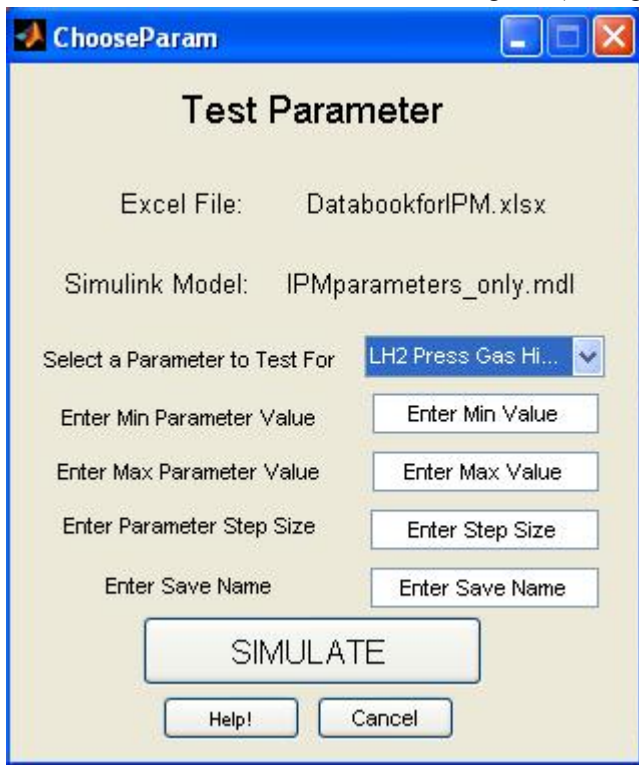 ChooseParam
Test Parameter
Excel File: DatabookforIPM.xlsx
Simulink Model: IPMparameters_only.mdl
Select a Parameter to Test For LH2 Press Gas Hi...
Enter Min Parameter Value Enter Min Value
Enter Max Parameter Value Enter Max Value
Enter Parameter Step Size Enter Step Size
Enter Save Name Enter Save Name
SIMULATE
Help! Cancel